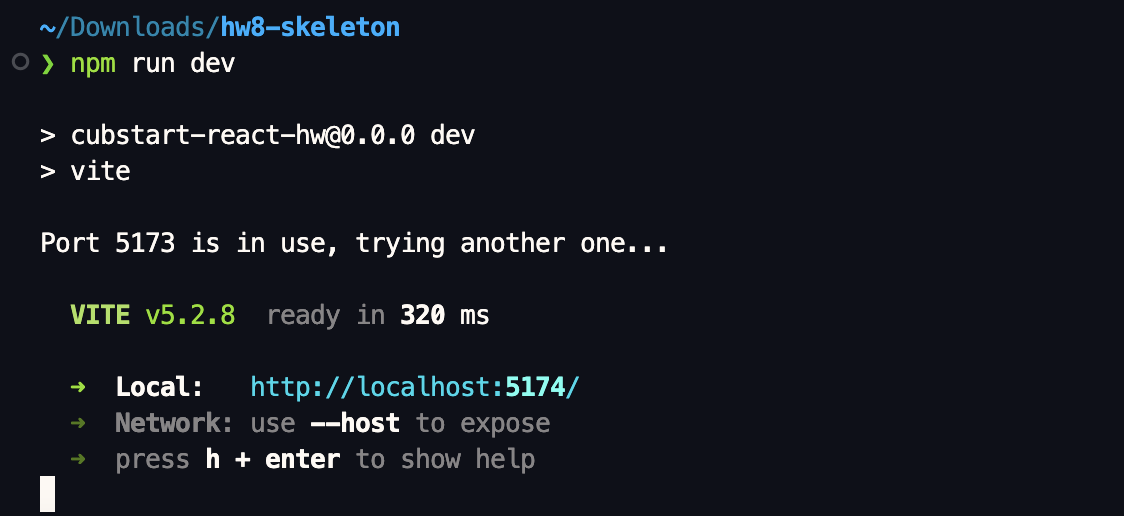 ~/Downloads/hw8-skeleton
❯ npm run dev
> cubstart-react-hw@0.0.0 dev
> vite
Port 5173 is in use, trying another one...
VITE v5.2.8 ready in 320 ms
➜ Local: http://localhost:5174/
➜ Network: use --host to expose
➜ press h + enter to show help